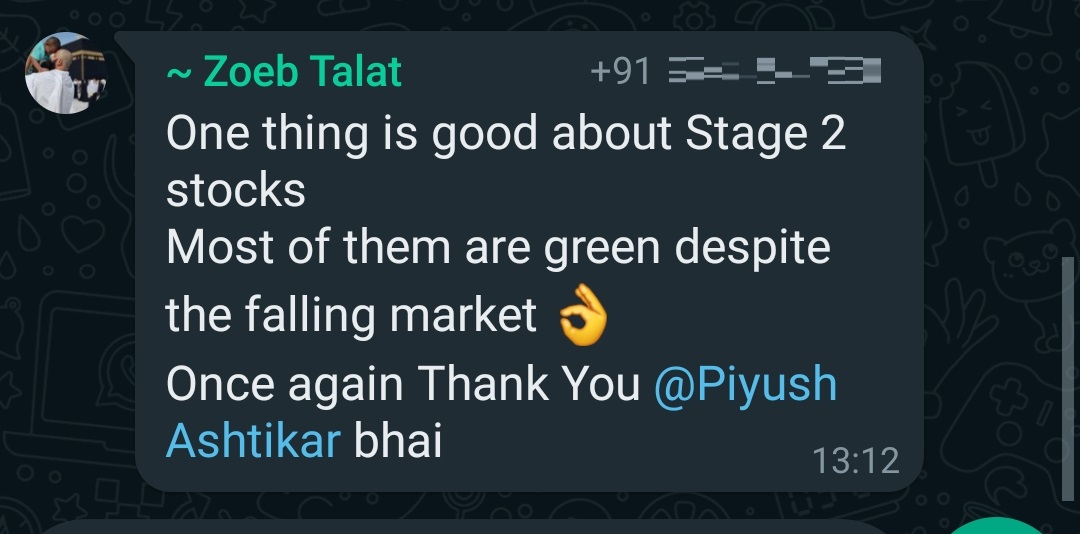 ~ Zoeb Talat +91
One thing is good about Stage 2
stocks
Most of them are green despite
the falling market 👌
Once again Thank You @Piyush
Ashtikar bhai
13:12